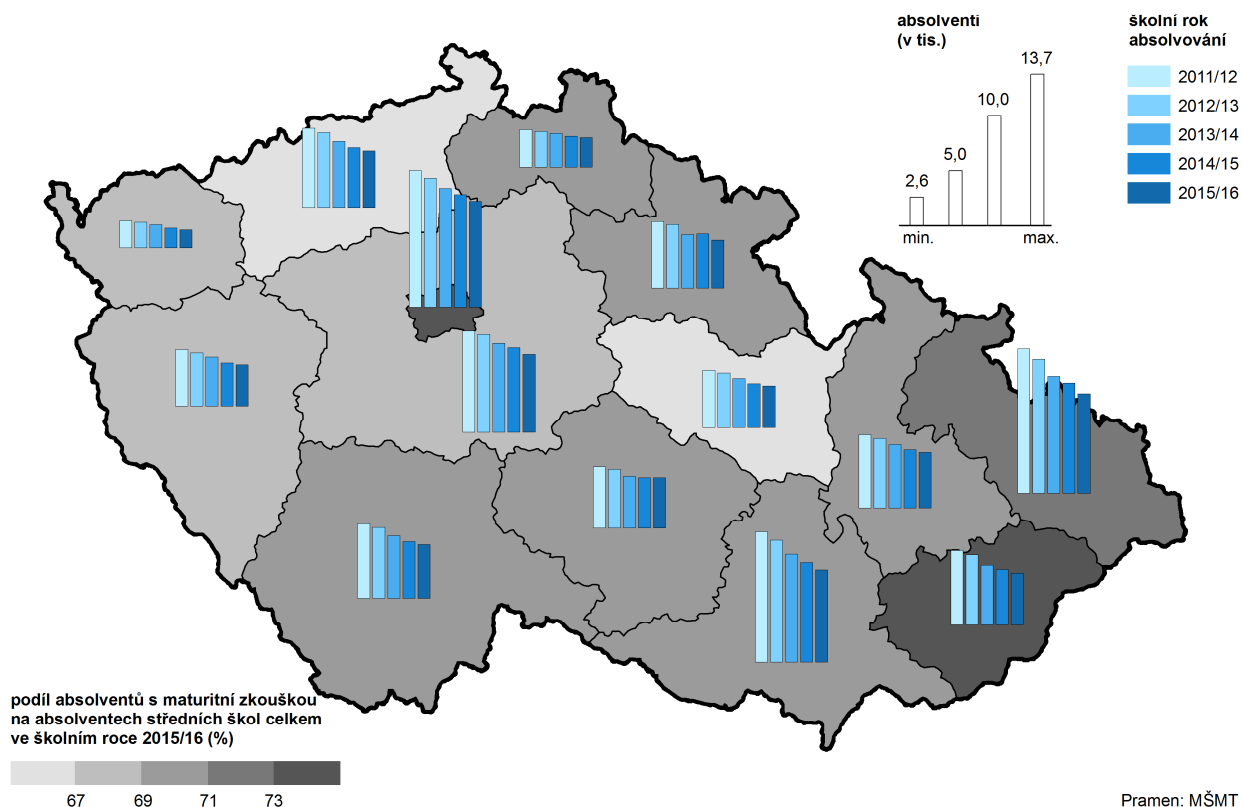 absolventi
(v tis.)
2,6
5,0
10,0
13,7
min.
max.
školní rok
absolvování
2011/12
2012/13
2013/14
2014/15
2015/16
podíl absolventů s maturitní zkouškou
na absolventech středních škol celkem
ve školním roce 2015/16 (%)
67 69 71 73
Pramen: MŠMT